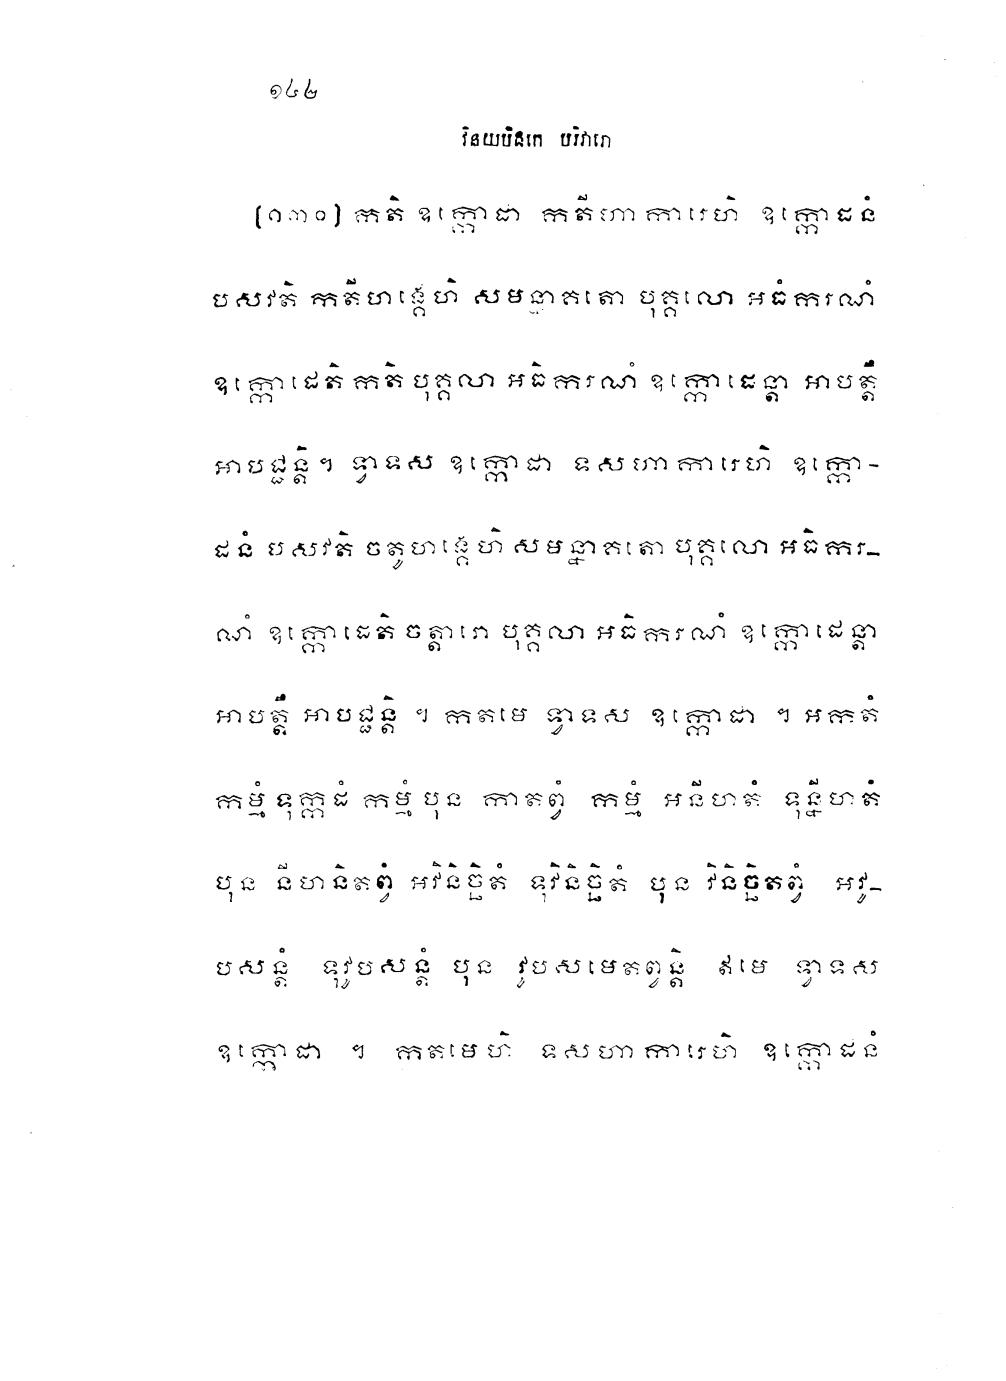 ១៤២
វិនយបិដកេ បរិវារោ
[១៣០] កតិ ឧក្កោដា កតីហាការេហិ ឧក្កោដនំ
បសវតិ កតីហង្គេហិ សមន្នាគតោ បុគ្គលោ អធិករណំ
ឧក្កោដេតិ កតិ បុគ្គលា អធិករណំ ឧក្កោដេន្តា អាបត្តឹ
អាបជ្ជន្តិ។ ទ្វាទស ឧក្កោដា ទសហាការេហិ ឧក្កោ-
ដនំ បសវតិ ចតូហង្គេហិ សមន្នាគតោ បុគ្គលោ អធិករ-
ណំ ឧក្កោដេតិ ចត្តារោ បុគ្គលា អធិករណំ ឧក្កោដេន្តា
អាបត្តឹ អាបជ្ជន្តិ ។ កតមេ ទ្វាទស ឧក្កោដា ។ អកតំ
កម្មំ ទុក្កដំ កម្មំ បុន កាតព្វំ កម្មំ អនីហតំ ទុន្នីហតំ
បុន នីហនិតព្វំ អវិនិច្ឆិតំ ទុវិនិច្ឆិតំ បុន វិនិច្ឆិតព្វំ អវូ-
បសន្តំ ទុវូបសន្តំ បុន វូបសមេតព្វន្តិ ឥមេ ទ្វាទស
ឧក្កោដា ។ កតមេហិ ទសហាការេហិ ឧក្កោដនំ